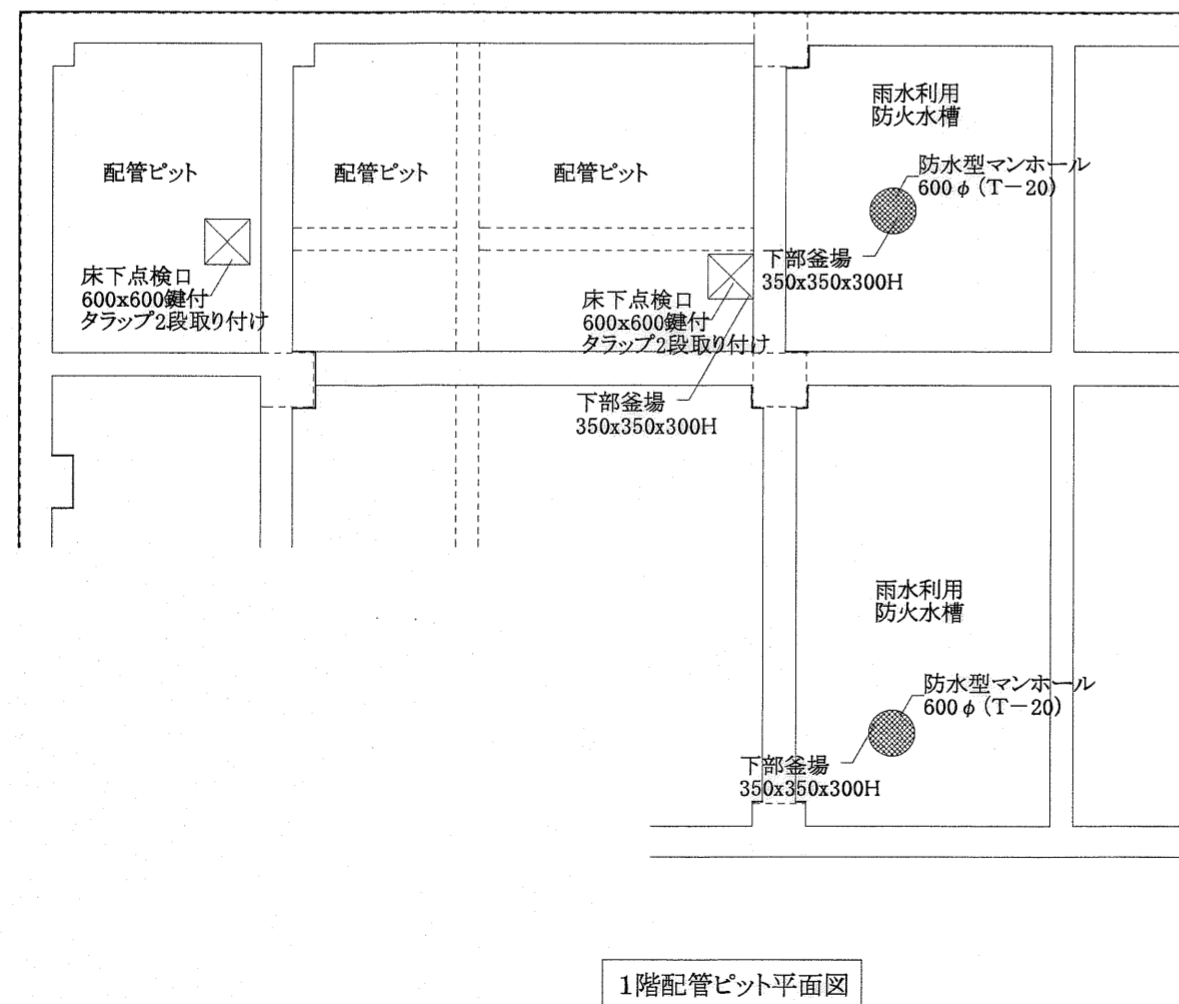 雨水利用
防火水槽
配管ピット
配管ピット
配管ピット
防水型マンホール
600φ (T－20)
下部釜場
350x350x300H
床下点検口
600x600鍵付
タラップ2段取り付け
床下点検口
600x600鍵付
タラップ2段取り付け
下部釜場
350x350x300H
雨水利用
防火水槽
防水型マンホール
600φ (T－20)
下部釜場
350x350x300H
1階配管ピット平面図